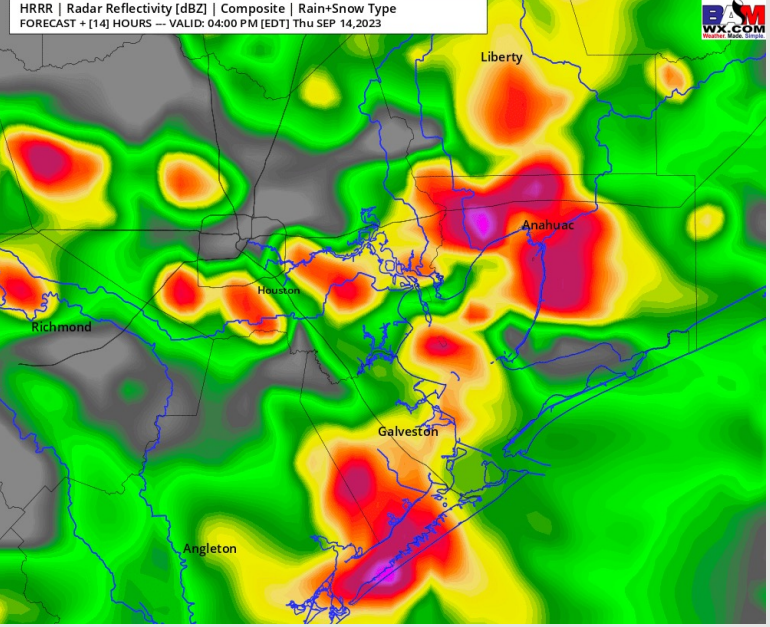 HRRR | Radar Reflectivity [dBZ] | Composite | Rain+Snow Type
FORECAST + [14] HOURS --- VALID: 04:00 PM [EDT] Thu SEP 14,2023
BAM
WX.COM
Weather. Made. Simple.
Liberty
Anahuac
Houston
Richmond
Galveston
Angleton